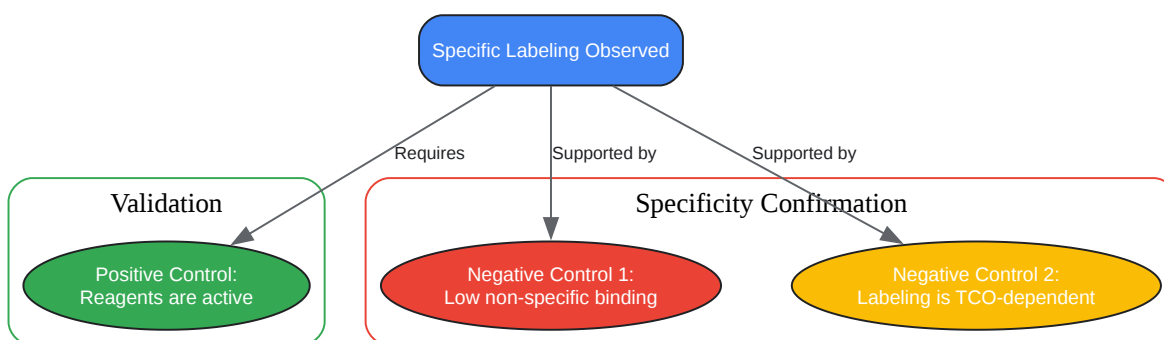 Specific Labeling Observed
Requires
Supported by
Supported by
Validation
Specificity Confirmation
Positive Control:
Reagents are active
Negative Control 1:
Low non-specific binding
Negative Control 2:
Labeling is TCO-dependent